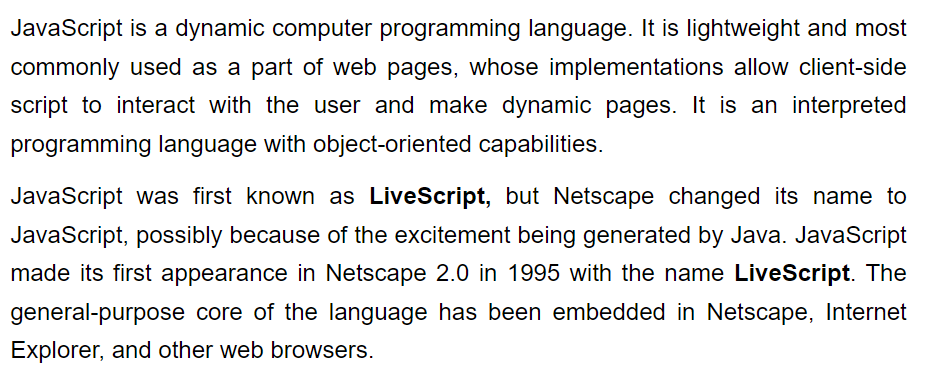 JavaScript is a dynamic computer programming language. It is lightweight and most
commonly used as a part of web pages, whose implementations allow client-side
script to interact with the user and make dynamic pages. It is an interpreted
programming language with object-oriented capabilities.
JavaScript was first known as LiveScript, but Netscape changed its name to
JavaScript, possibly because of the excitement being generated by Java. JavaScript
made its first appearance in Netscape 2.0 in 1995 with the name LiveScript. The
general-purpose core of the language has been embedded in Netscape, Internet
Explorer, and other web browsers.